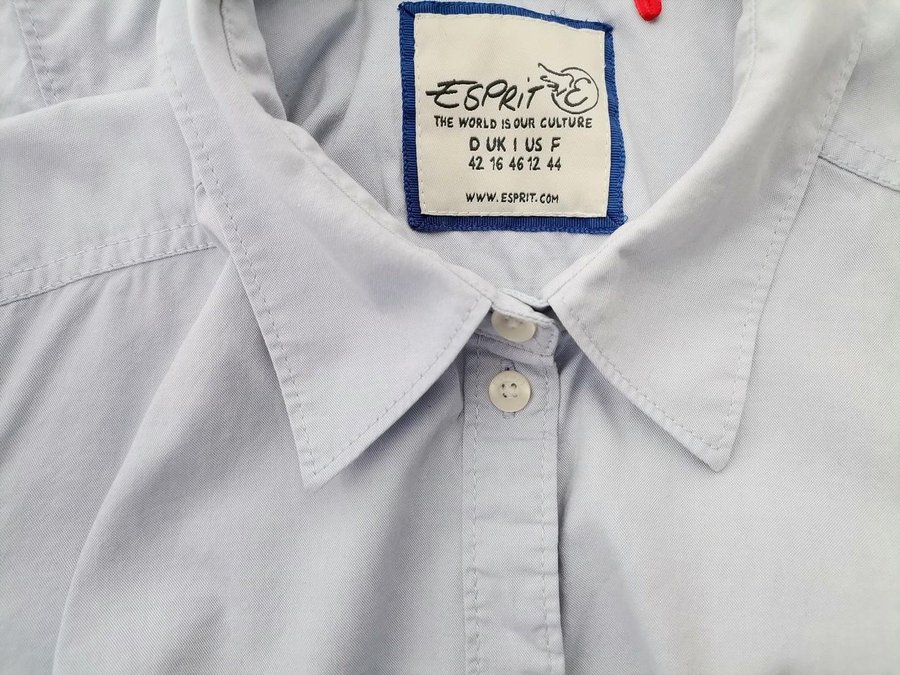 ESPRIT E
THE WORLD IS OUR CULTURE
D UK I US F
42 16 46 12 44
WWW.ESPRIT.COM